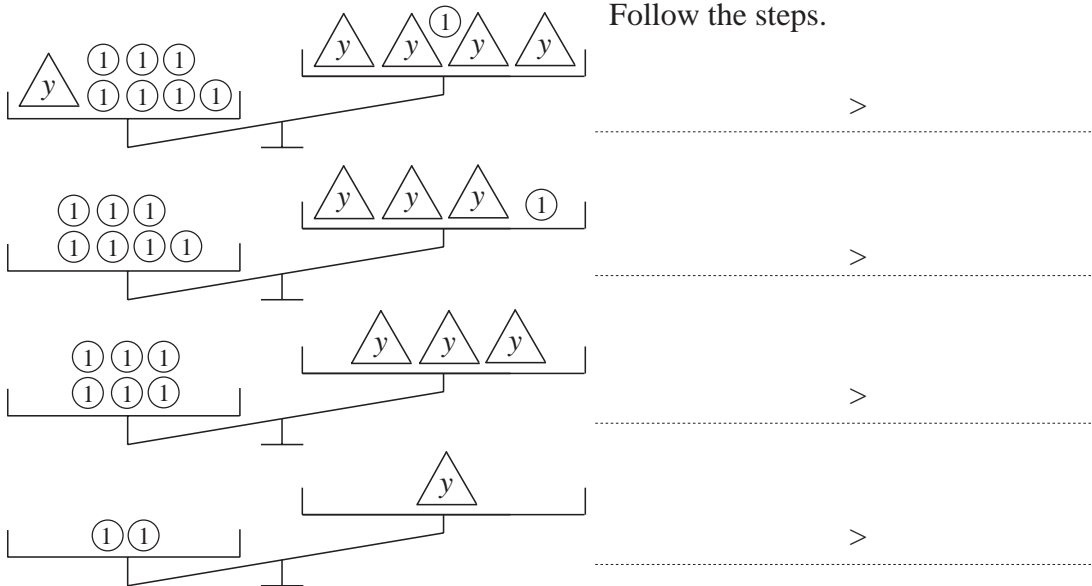 Follow the steps.
1
y y y y
y 1 1 1
1 1 1 1
>
y y y 1
1 1 1
1 1 1 1
>
y y y
1 1 1
1 1 1
>
y
1 1
>